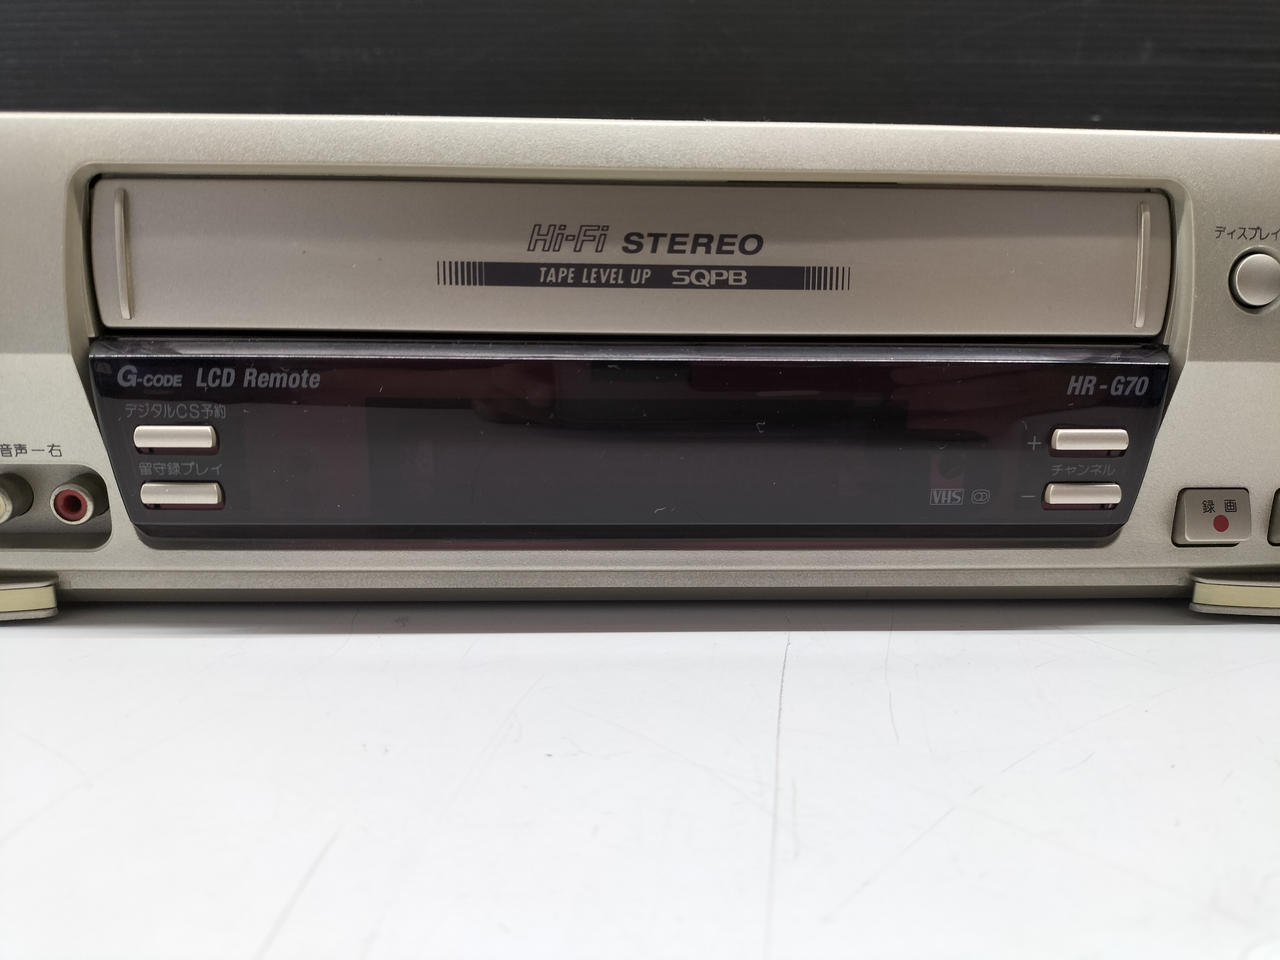 Hi-Fi STEREO
TAPE LEVEL UP SQPB
ディスプレイ
G-CODE LCD Remote
HR-G70
デジタルCS予約
留守録プレイ
音声ー右
+
チャンネル
−
VHS
録画